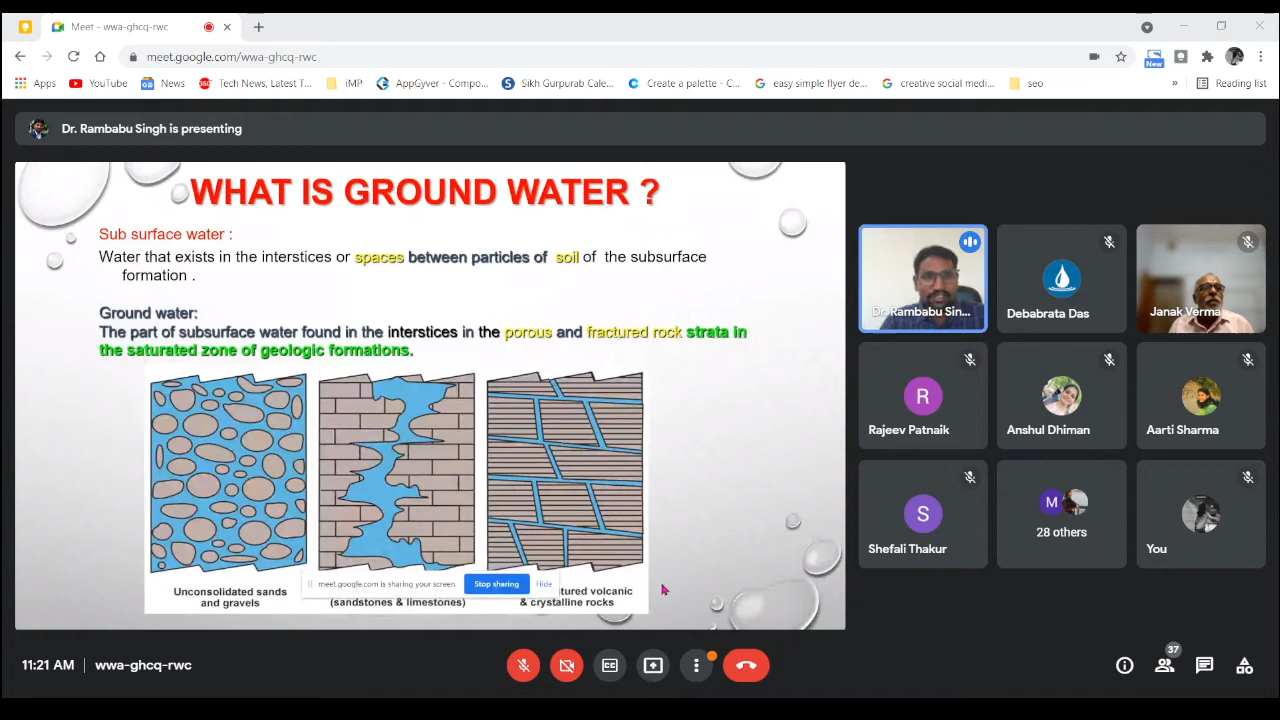 Meet - wwa-ghcq-rwc
meet.google.com/wwa-ghcq-rwc
New
Apps
YouTube
News
Tech News, Latest T...
iMP
AppGyver - Compo...
Sikh Gurpurab Cale...
Create a palette - C...
easy simple flyer de...
creative social medi...
seo
»
Reading list
Dr. Rambabu Singh is presenting
WHAT IS GROUND WATER ?
Sub surface water :
Water that exists in the interstices or spaces between particles of soil of the subsurface
formation .
Ground water:
The part of subsurface water found in the interstices in the porous and fractured rock strata in
the saturated zone of geologic formations.
Unconsolidated sands
and gravels
(sandstones & limestones)
tured volcanic
& crystalline rocks
meet.google.com is sharing your screen.
Stop sharing
Hide
Dr. Rambabu Sin...
Debabrata Das
Janak Verma
R
Rajeev Patnaik
Anshul Dhiman
Aarti Sharma
S
Shefali Thakur
M
28 others
You
11:21 AM | wwa-ghcq-rwc
37